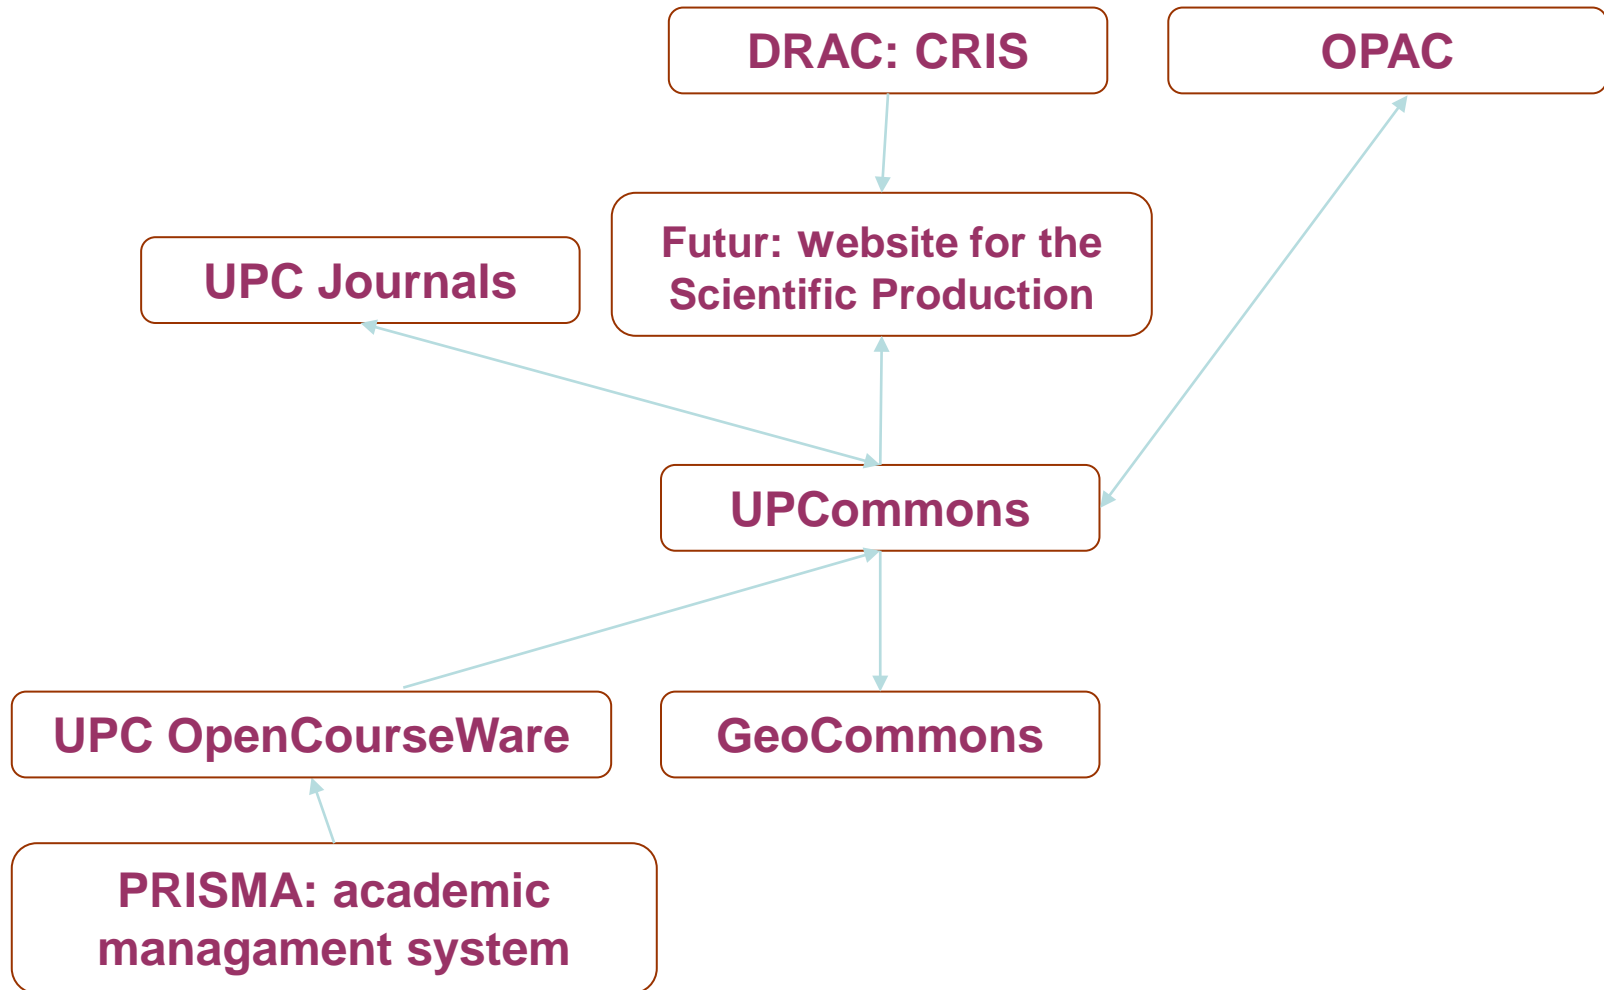 DRAC: CRIS
OPAC
Futur: website for the
Scientific Production
UPC Journals
UPCommons
UPC OpenCourseWare
GeoCommons
PRISMA: academic
managament system